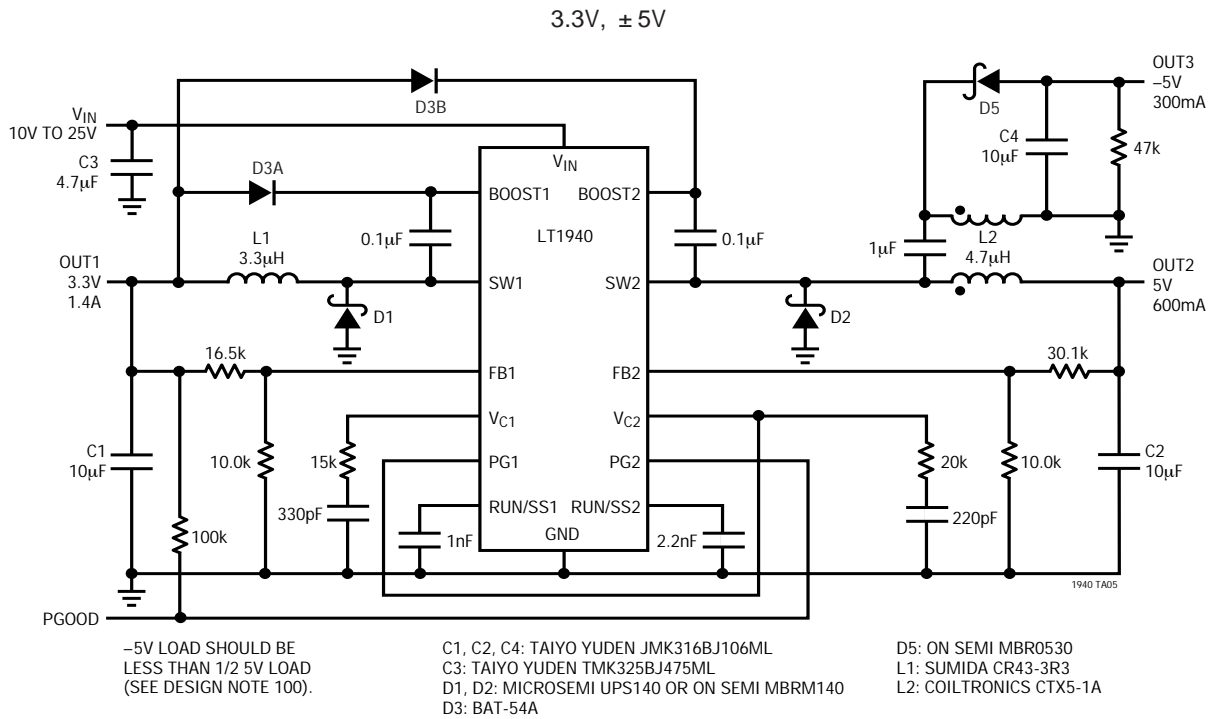 3.3V, ± 5V
OUT3
–5V
300mA
D3B
D5
VIN
10V TO 25V
C4
10µF
47k
C3
4.7µF
D3A
VIN
BOOST1
BOOST2
LT1940
L1
3.3µH
0.1µF
0.1µF
1µF
L2
4.7µH
OUT1
3.3V
1.4A
SW1
SW2
OUT2
5V
600mA
D1
D2
16.5k
30.1k
FB1
FB2
VC1
VC2
C1
10µF
10.0k
15k
PG1
PG2
20k
10.0k
C2
10µF
330pF
RUN/SS1
RUN/SS2
220pF
100k
1nF
GND
2.2nF
1940 TA05
PGOOD
–5V LOAD SHOULD BE
LESS THAN 1/2 5V LOAD
(SEE DESIGN NOTE 100).
C1, C2, C4: TAIYO YUDEN JMK316BJ106ML
C3: TAIYO YUDEN TMK325BJ475ML
D1, D2: MICROSEMI UPS140 OR ON SEMI MBRM140
D3: BAT-54A
D5: ON SEMI MBR0530
L1: SUMIDA CR43-3R3
L2: COILTRONICS CTX5-1A